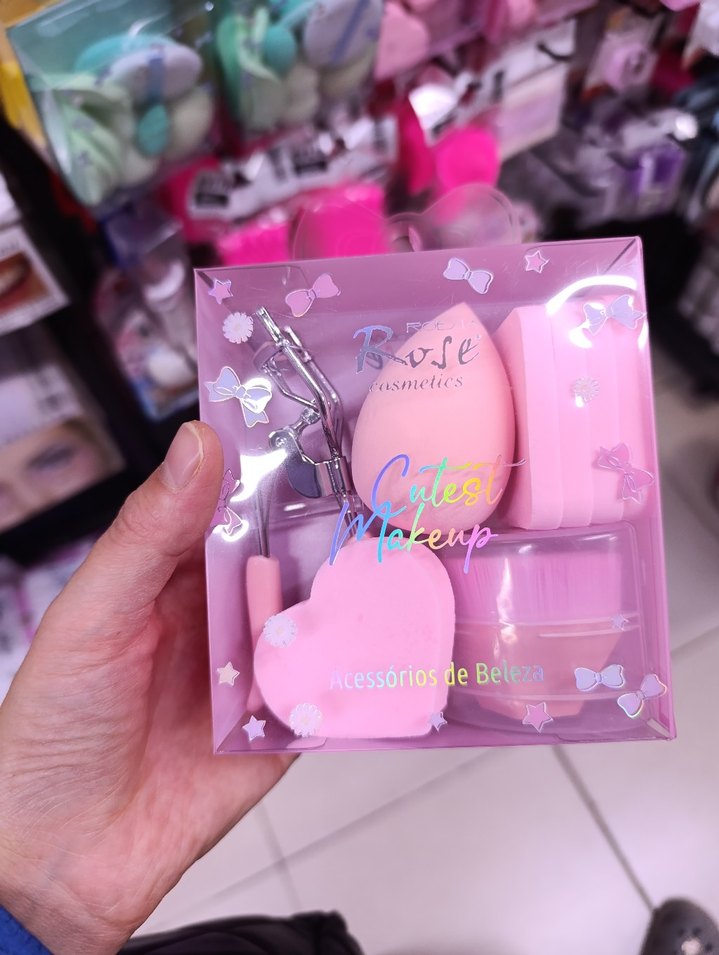 Rose
cosmetics
Cutest
Makeup
Acessórios de Beleza